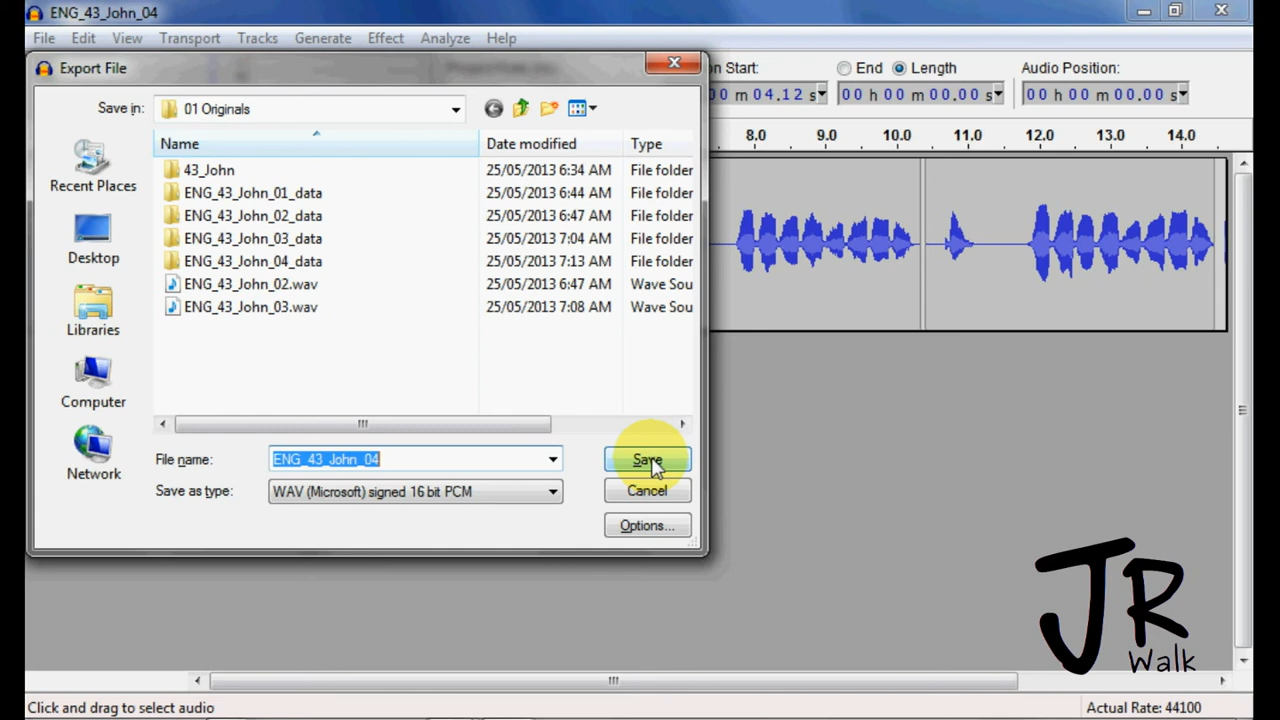 ENG_43_John_04
File Edit View Transport Tracks Generate Effect Analyze Help
Export File
n Start: End Length Audio Position:
Save in: 01 Originals
00 m 04.12 s 00 h 00 m 00.00 s 00 h 00 m 00.00 s
8.0 9.0 10.0 11.0 12.0 13.0 14.0
Name Date modified Type
43_John 25/05/2013 6:34 AM File folder
ENG_43_John_01_data 25/05/2013 6:44 AM File folder
ENG_43_John_02_data 25/05/2013 6:47 AM File folder
ENG_43_John_03_data 25/05/2013 7:04 AM File folder
ENG_43_John_04_data 25/05/2013 7:13 AM File folder
ENG_43_John_02.wav 25/05/2013 6:47 AM Wave Sou
ENG_43_John_03.wav 25/05/2013 7:08 AM Wave Sou
Recent Places
Desktop
Libraries
Computer
Network
File name: ENG_43_John_04 Save
Save as type: WAV (Microsoft) signed 16 bit PCM Cancel
Options...
JR
Walk
Click and drag to select audio Actual Rate: 44100